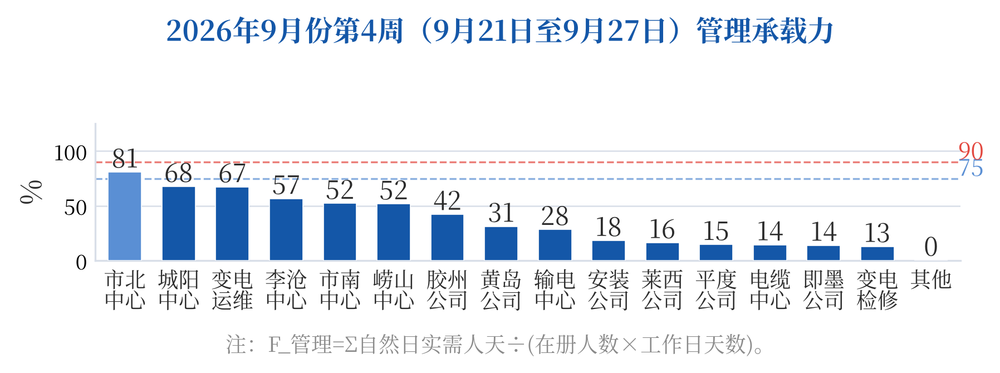 2026年9月份第4周（9月21日至9月27日）管理承载力
%
100
50
0
90
75
81
68
67
57
52
52
42
31
28
18
16
15
14
14
13
0
市北
中心
城阳
中心
变电
运维
李沧
中心
市南
中心
崂山
中心
胶州
公司
黄岛
公司
输电
中心
安装
公司
莱西
公司
平度
公司
电缆
中心
即墨
公司
变电
检修
其他
注：F_管理=Σ自然日实需人天÷(在册人数×工作日天数)。